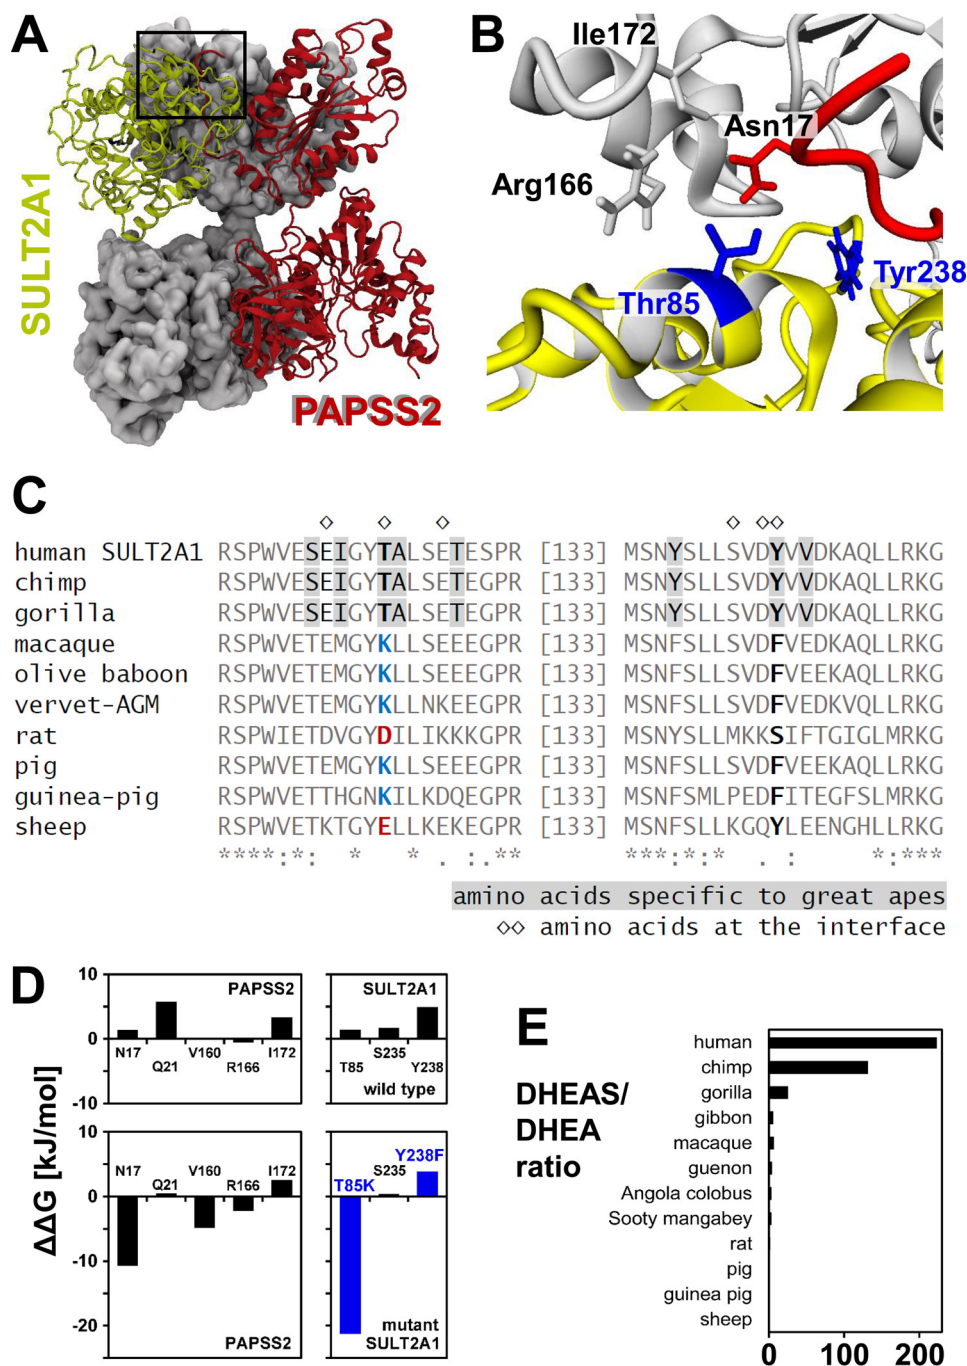 A
SULT2A1
PAPSS2
B
Ile172
Asn17
Arg166
Thr85
Tyr238
C
◇ ◇ ◇ ◇ ◇◇
human SULT2A1 RSPWVESEIGYTALSETESPR [133] MSNYSLLSVDYVVDKAQLLRKG
chimp RSPWVESEIGYTALSETEGPR [133] MSNYSLLSVDYVVDKAQLLRKG
gorilla RSPWVESEIGYTALSETEGPR [133] MSNYSLLSVDYVVDKAQLLRKG
macaque RSPWVETEMGYKLLSEEEGPR [133] MSNFSLLSVDFVEDKAQLLRKG
olive baboon RSPWVETEMGYKLLSEEEGPR [133] MSNFSLLSVDFVEDKAQLLRKG
vervet-AGM RSPWVETEMGYKLLNKEEGPR [133] MSNFSLLSVDFVEDKVQLLRKG
rat RSPWIETDVGYDILIKKKGPR [133] MSNYSLLMKKSIFTGIGLMRKG
pig RSPWVETEMGYKLLSEEEGPR [133] MSNFSLLSVDFVEEKAQLLRKG
guinea-pig RSPWVETTHGNKILKDQEGPR [133] MSNFSMLPEDFITEGFSLMRKG
sheep RSPWVETKTGYELLKEKEGPR [133] MSNYSLLKGQYLEENGHLLRKG
****:*: * * . :.** ***:*:* . : *:***
amino acids specific to great apes
◇◇ amino acids at the interface
D
ΔΔG [kJ/mol]
10
0
-10
PAPSS2
N17
Q21
V160
R166
I172
SULT2A1
T85
S235
Y238
wild type
10
0
-10
-20
N17
Q21
V160
R166
I172
PAPSS2
T85K
S235
Y238F
mutant
SULT2A1
E
DHEAS/
DHEA
ratio
human
chimp
gorilla
gibbon
macaque
guenon
Angola colobus
Sooty mangabey
rat
pig
guinea pig
sheep
0 100 200